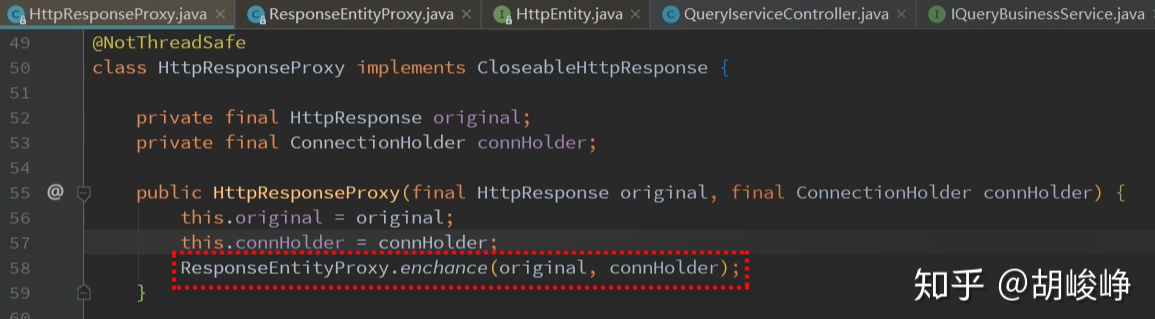 HttpResponseProxy.java × ResponseEntityProxy.java × HttpEntity.java × QueryIserviceController.java × IQueryBusinessService.java
49 @NotThreadSafe
50 class HttpResponseProxy implements CloseableHttpResponse {
51
52 private final HttpResponse original;
53 private final ConnectionHolder connHolder;
54
55 @ public HttpResponseProxy(final HttpResponse original, final ConnectionHolder connHolder) {
56 this.original = original;
57 this.connHolder = connHolder;
58 ResponseEntityProxy.enchance(original, connHolder);
59 }
知乎 @胡峻峥